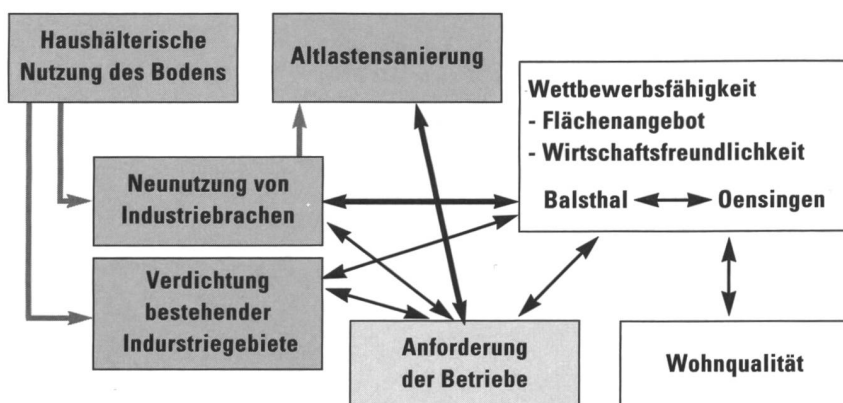 Haushälterische
Nutzung des Bodens
Altlastensanierung
Wettbewerbsfähigkeit
- Flächenangebot
- Wirtschaftsfreundlichkeit
Balsthal Oensingen
Neunutzung von
Industriebrachen
Verdichtung
bestehender
Indurstriegebiete
Anforderung
der Betriebe
Wohnqualität